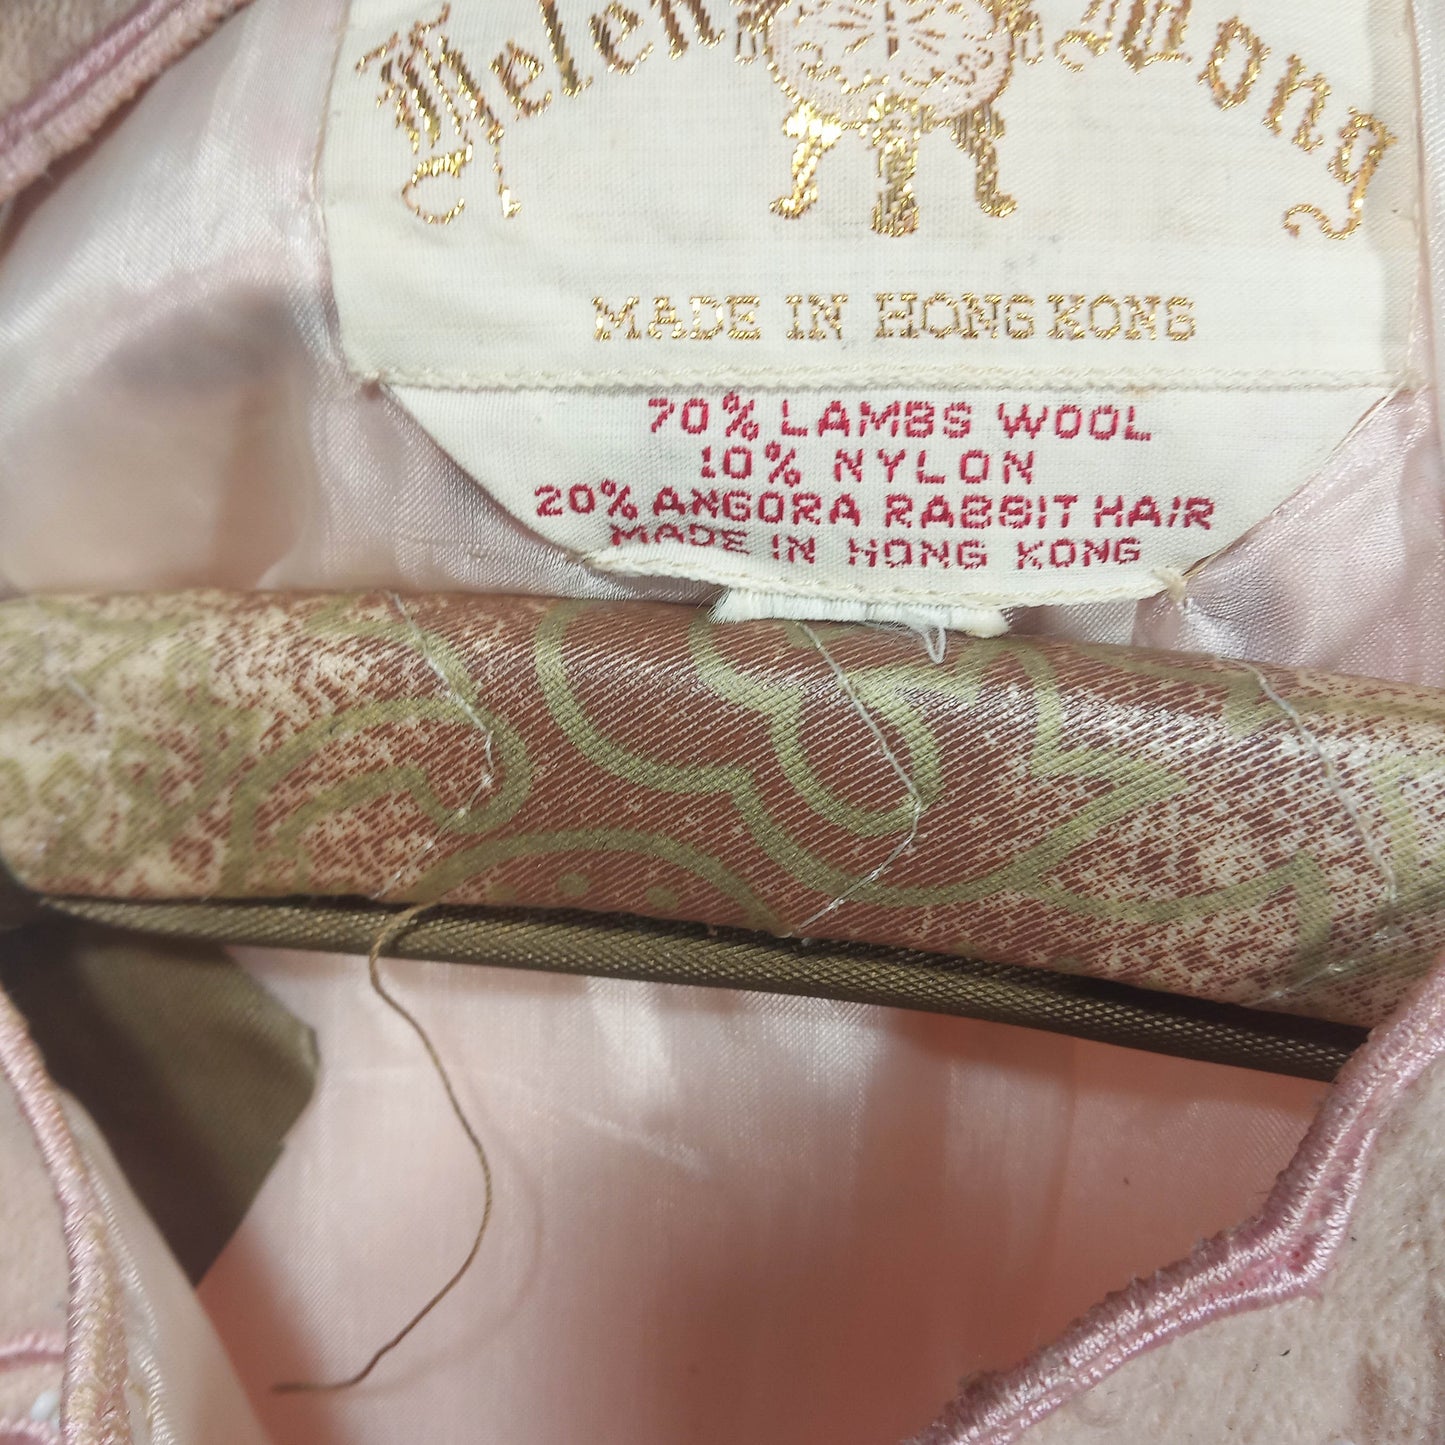 Helen Wong
MADE IN HONG KONG
70% LAMBS WOOL
10% NYLON
20% ANGORA RABBIT HAIR
MADE IN HONG KONG